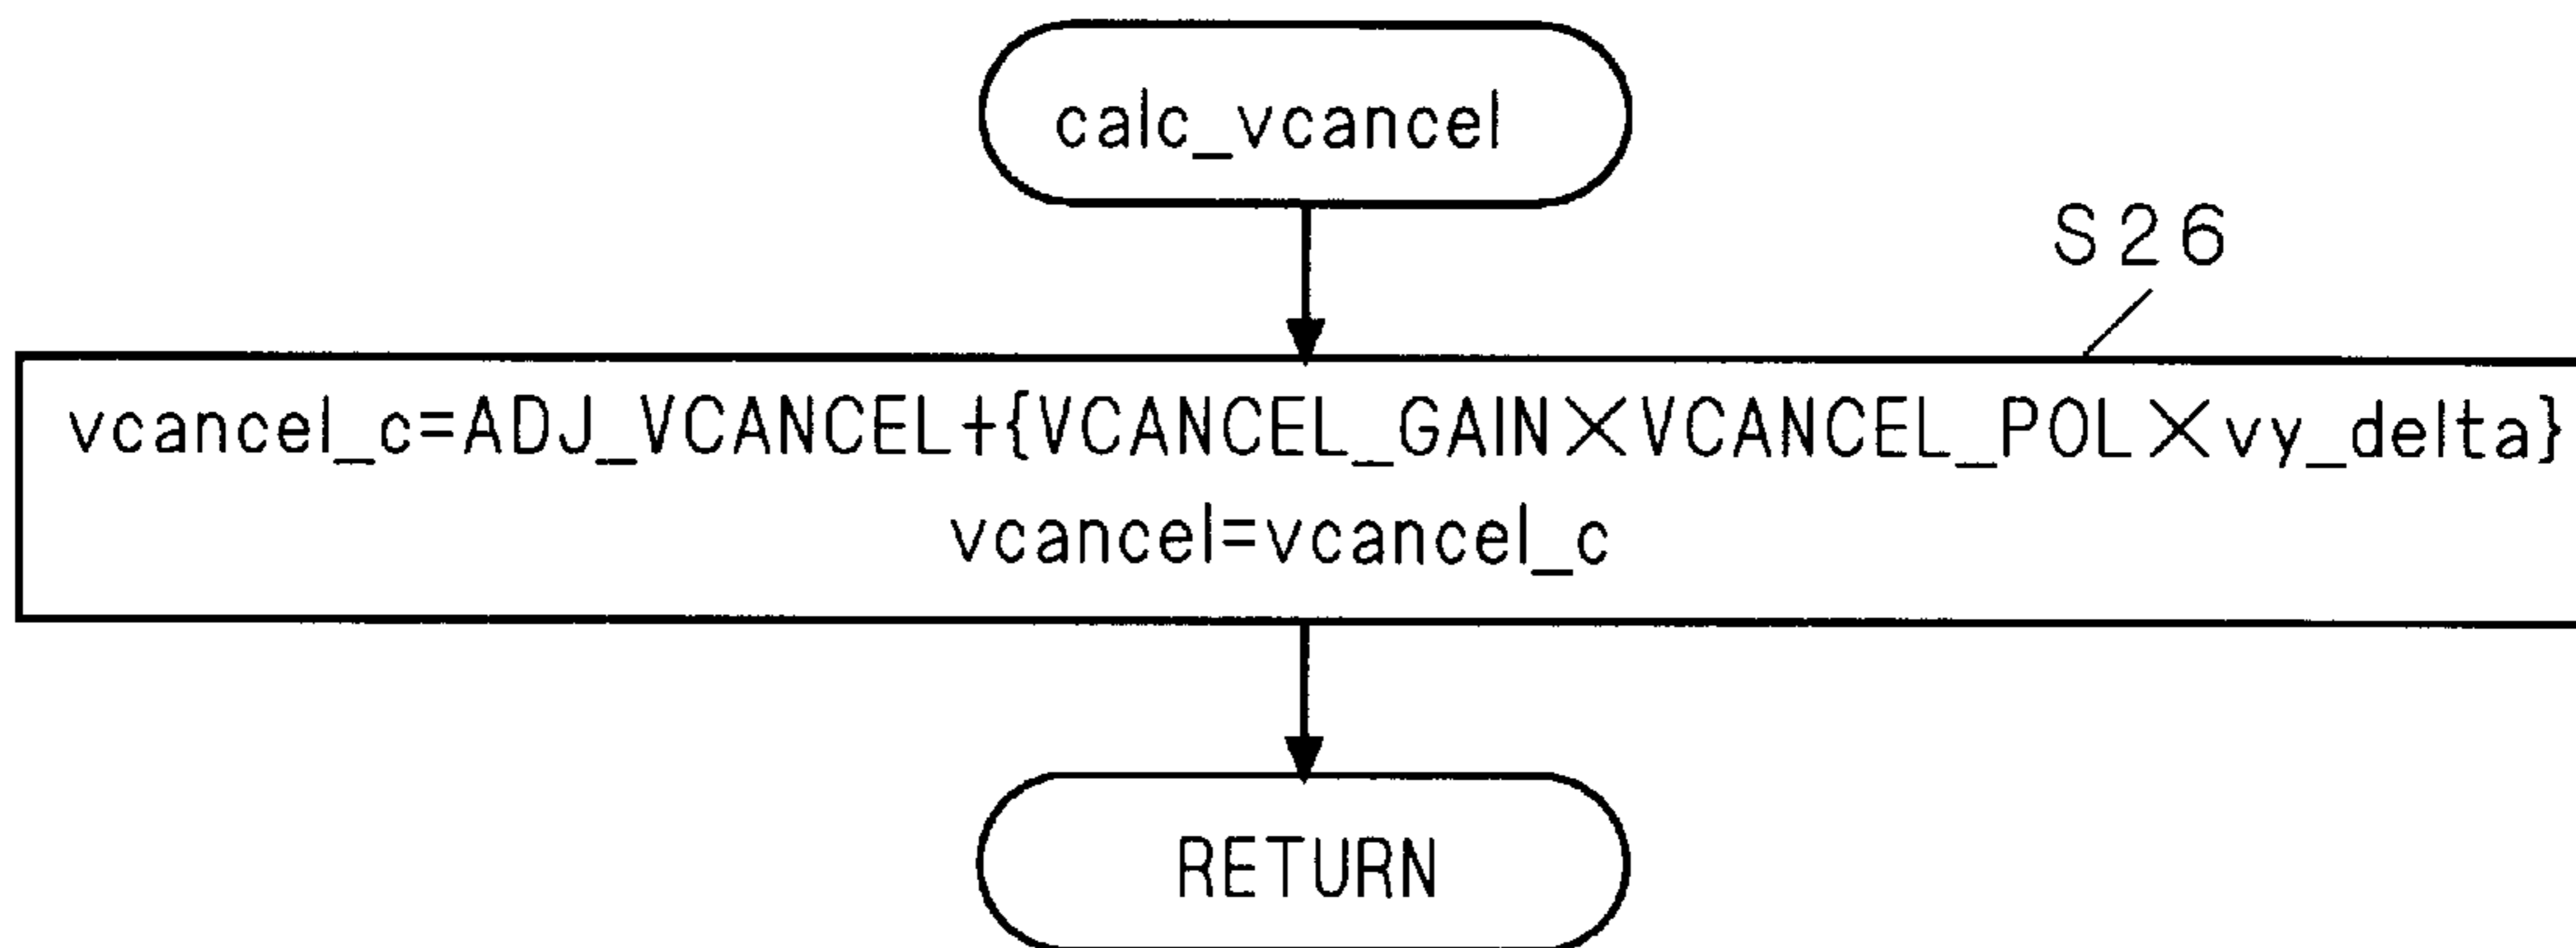 calc_vcancel
S26
vcancel_c=ADJ_VCANCEL+{VCANCEL_GAIN×VCANCEL_POL×vy_delta}
vcancel=vcancel_c
RETURN